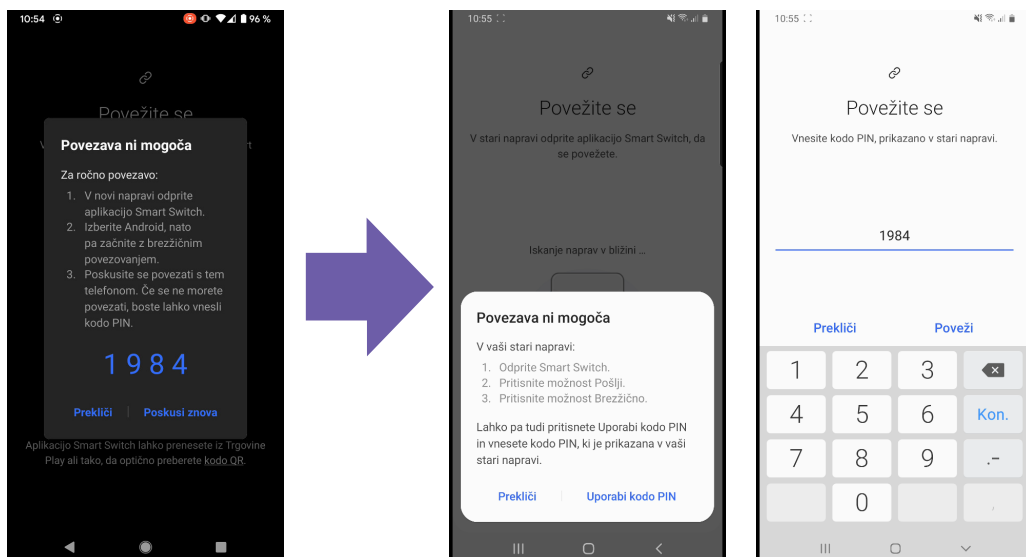 10:54
96 %
Povežite se
Povezava ni mogoča
Za ročno povezavo:
1. V novi napravi odprite
aplikacijo Smart Switch.
2. Izberite Android, nato
pa začnite z brezžičnim
povezovanjem.
3. Poskusite se povezati s tem
telefonom. Če se ne morete
povezati, boste lahko vnesli
kodo PIN.
1984
Prekliči
Poskusi znova
Aplikacijo Smart Switch lahko prenesete iz Trgovine
Play ali tako, da optično preberete kodo QR.
10:55
Povežite se
V stari napravi odprite aplikacijo Smart Switch, da
se povežete.
Iskanje naprav v bližini ...
Povezava ni mogoča
V vaši stari napravi:
1. Odprite Smart Switch.
2. Pritisnite možnost Pošlji.
3. Pritisnite možnost Brezžično.
Lahko pa tudi pritisnete Uporabi kodo PIN
in vnesete kodo PIN, ki je prikazana v vaši
stari napravi.
Prekliči
Uporabi kodo PIN
10:55
Povežite se
Vnesite kodo PIN, prikazano v stari napravi.
1984
Prekliči
Poveži
1 2 3
4 5 6 Kon.
7 8 9 .-
0 ,